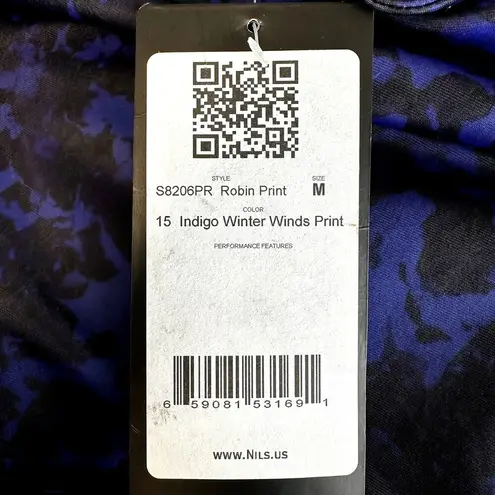 STYLE SIZE
S8206PR Robin Print M
COLOR
15 Indigo Winter Winds Print
PERFORMANCE FEATURES
6 59081 53169 1
www.NILS.US